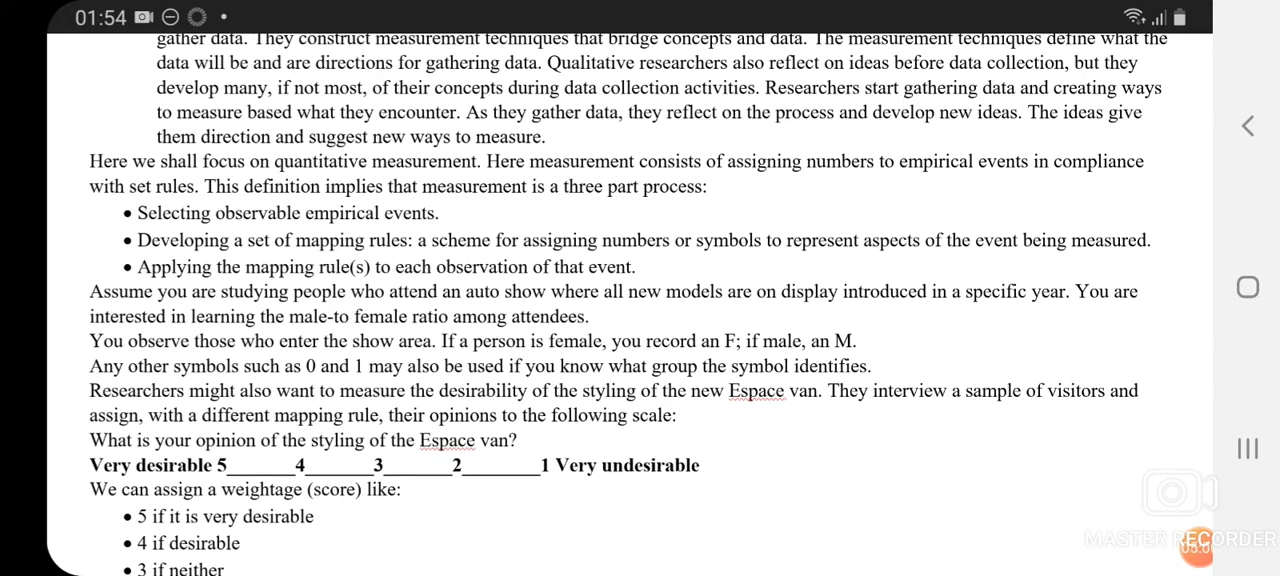 01:54
gather data. They construct measurement techniques that bridge concepts and data. The measurement techniques define what the
data will be and are directions for gathering data. Qualitative researchers also reflect on ideas before data collection, but they
develop many, if not most, of their concepts during data collection activities. Researchers start gathering data and creating ways
to measure based what they encounter. As they gather data, they reflect on the process and develop new ideas. The ideas give
them direction and suggest new ways to measure.
Here we shall focus on quantitative measurement. Here measurement consists of assigning numbers to empirical events in compliance
with set rules. This definition implies that measurement is a three part process:
• Selecting observable empirical events.
• Developing a set of mapping rules: a scheme for assigning numbers or symbols to represent aspects of the event being measured.
• Applying the mapping rule(s) to each observation of that event.
Assume you are studying people who attend an auto show where all new models are on display introduced in a specific year. You are
interested in learning the male-to female ratio among attendees.
You observe those who enter the show area. If a person is female, you record an F; if male, an M.
Any other symbols such as 0 and 1 may also be used if you know what group the symbol identifies.
Researchers might also want to measure the desirability of the styling of the new Espace van. They interview a sample of visitors and
assign, with a different mapping rule, their opinions to the following scale:
What is your opinion of the styling of the Espace van?
Very desirable 5_______4_______3_______2________1 Very undesirable
We can assign a weightage (score) like:
• 5 if it is very desirable
• 4 if desirable
• 3 if neither
MASTER RECORDER